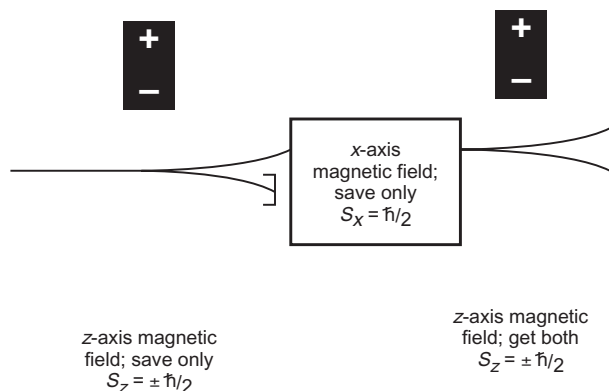 +
−
+
−
x-axis
magnetic field;
save only
Sx = ħ/2
z-axis magnetic
field; save only
Sz = ± ħ/2
z-axis magnetic
field; get both
Sz = ± ħ/2